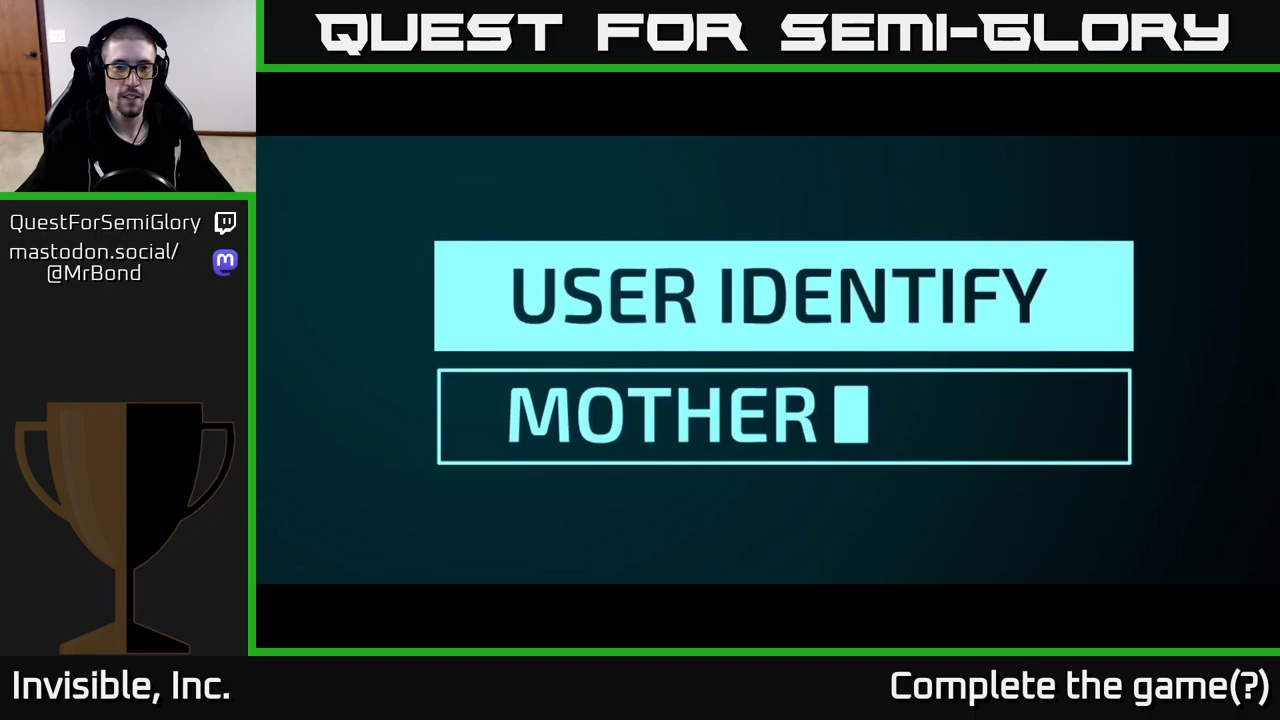 QUEST FOR SEMI-GLORY
QuestForSemiGlory
mastodon.social/
@MrBond
USER IDENTIFY
MOTHER
Invisible, Inc.
Complete the game(?)